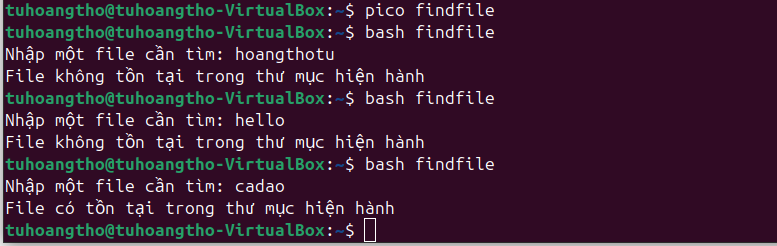 tuhoangtho@tuhoangtho-VirtualBox:~$ pico findfile
tuhoangtho@tuhoangtho-VirtualBox:~$ bash findfile
Nhập một file cần tìm: hoangthotu
File không tồn tại trong thư mục hiện hành
tuhoangtho@tuhoangtho-VirtualBox:~$ bash findfile
Nhập một file cần tìm: hello
File không tồn tại trong thư mục hiện hành
tuhoangtho@tuhoangtho-VirtualBox:~$ bash findfile
Nhập một file cần tìm: cadao
File có tồn tại trong thư mục hiện hành
tuhoangtho@tuhoangtho-VirtualBox:~$